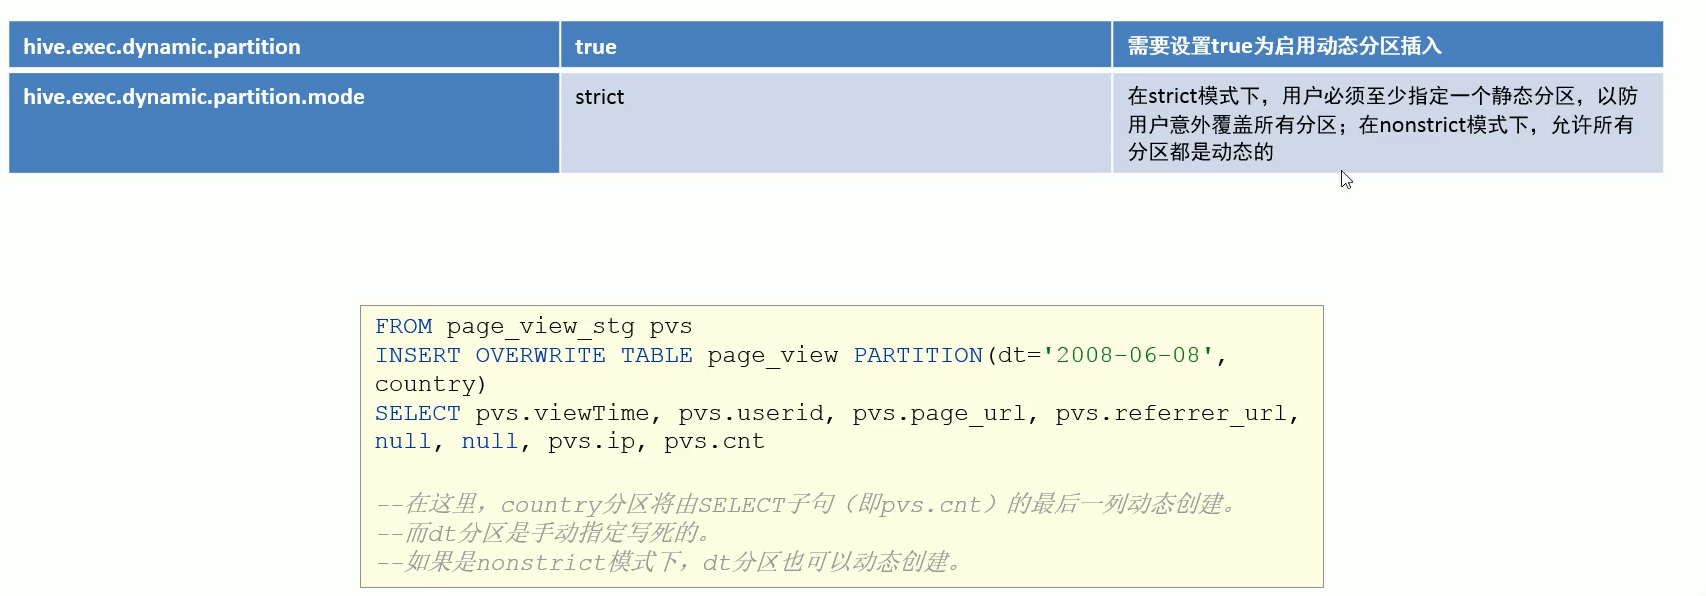 hive.exec.dynamic.partition
true
需要设置true为启用动态分区插入
hive.exec.dynamic.partition.mode
strict
在strict模式下，用户必须至少指定一个静态分区，以防
用户意外覆盖所有分区；在nonstrict模式下，允许所有
分区都是动态的
FROM page_view_stg pvs
INSERT OVERWRITE TABLE page_view PARTITION(dt='2008-06-08',
country)
SELECT pvs.viewTime, pvs.userid, pvs.page_url, pvs.referrer_url,
null, null, pvs.ip, pvs.cnt
--在这里，country分区将由SELECT子句（即pvs.cnt）的最后一列动态创建。
--而dt分区是手动指定写死的。
--如果是nonstrict模式下，dt分区也可以动态创建。